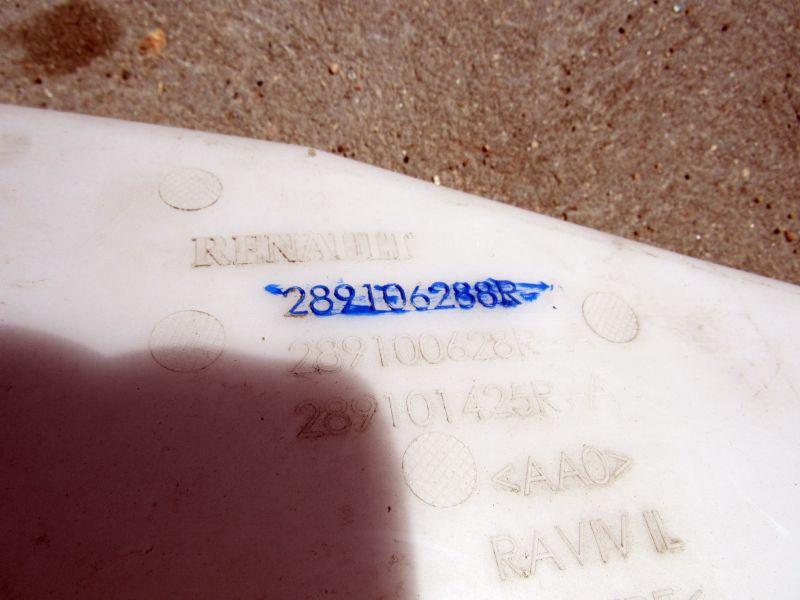 RENAULT
289106288R
289100628R-A
289101425R-A
<AA0>
RAVIV IL